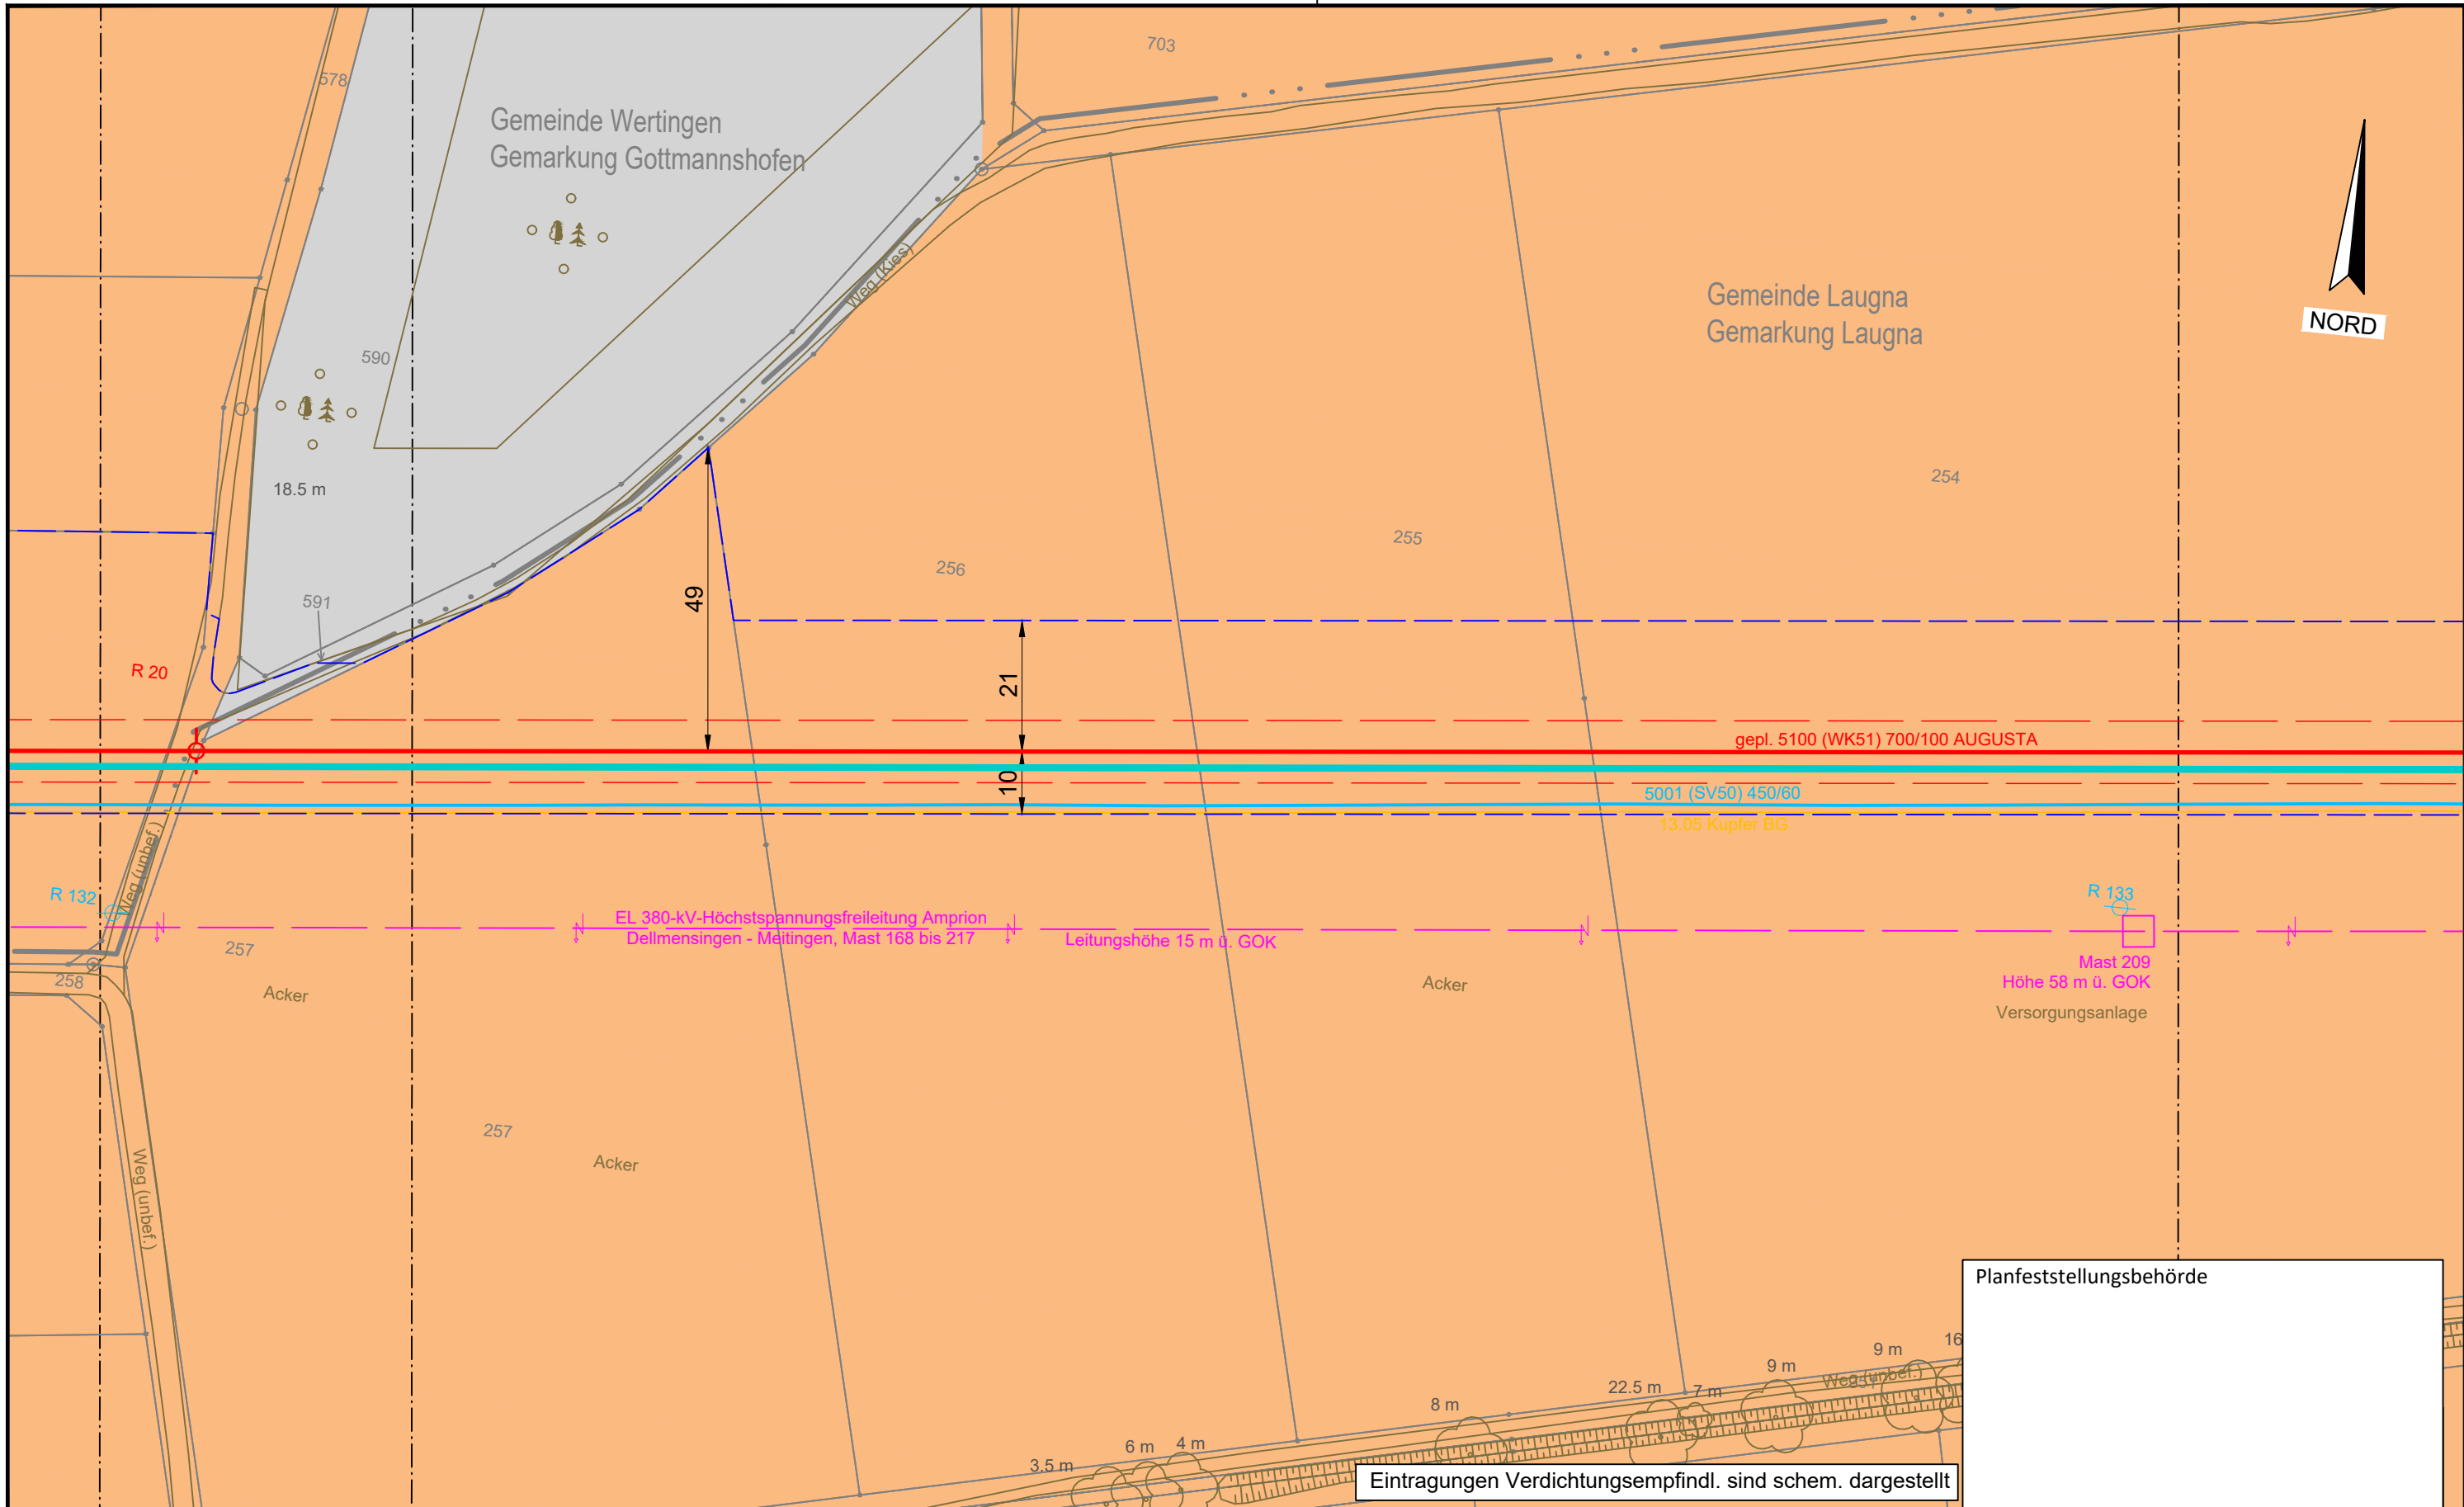 703
578
Gemeinde Wertingen
Gemarkung Gottmannshofen
Weg (Kies)
Gemeinde Laugna
Gemarkung Laugna
NORD
590
18.5 m
254
255
256
49
591
21
R 20
gepl. 5100 (WK51) 700/100 AUGUSTA
10
5001 (SV50) 450/60
13.05 Kupfer BG
Weg (unbef.)
R 132
R 133
EL 380-kV-Höchstspannungsfreileitung Amprion
Dellmensingen - Meitingen, Mast 168 bis 217
Leitungshöhe 15 m ü. GOK
257
258
Acker
Acker
Mast 209
Höhe 58 m ü. GOK
Versorgungsanlage
257
Acker
Weg (unbef.)
Planfeststellungsbehörde
16
9 m
9 m
Weg (unbef.)
22.5 m
7 m
8 m
6 m
4 m
3.5 m
Eintragungen Verdichtungsempfindl. sind schem. dargestellt